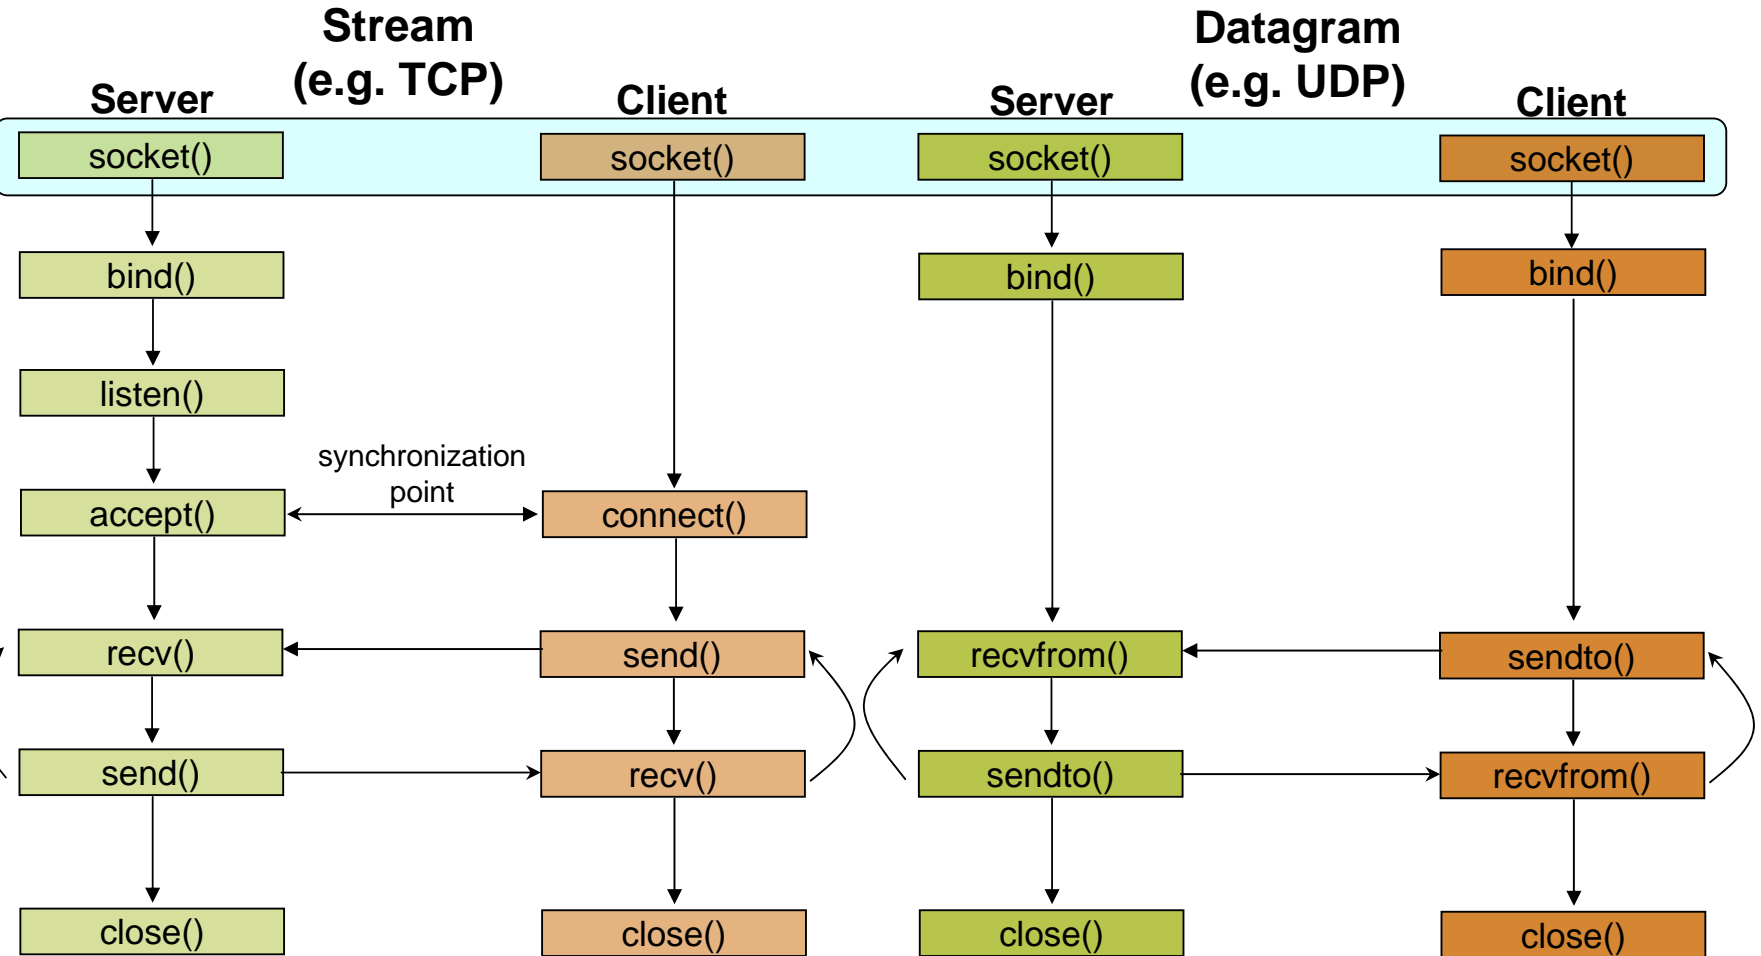 Stream
(e.g. TCP)
Datagram
(e.g. UDP)
Server
Client
Server
Client
socket()
socket()
socket()
socket()
bind()
bind()
bind()
listen()
synchronization
point
accept()
connect()
recv()
send()
recvfrom()
sendto()
send()
recv()
sendto()
recvfrom()
close()
close()
close()
close()